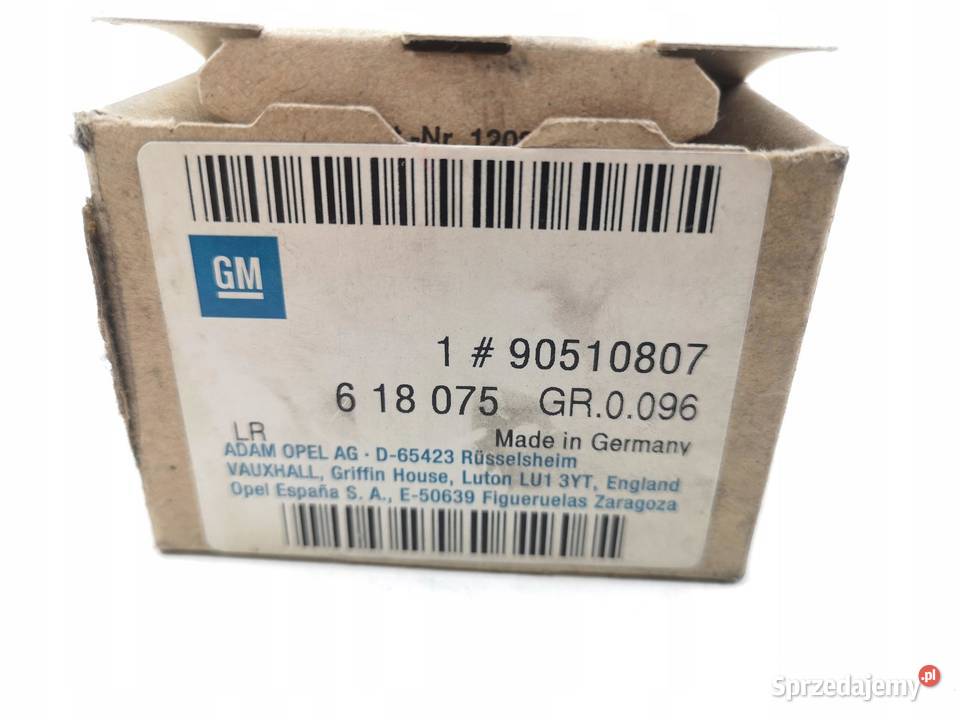 -Nr. 120
GM
1 # 90510807
6 18 075 GR.0.096
LR
Made in Germany
ADAM OPEL AG · D-65423 Rüsselsheim
VAUXHALL, Griffin House, Luton LU1 3YT, England
Opel España S. A., E-50639 Figueruelas Zaragoza
Sprzedajemy.pl